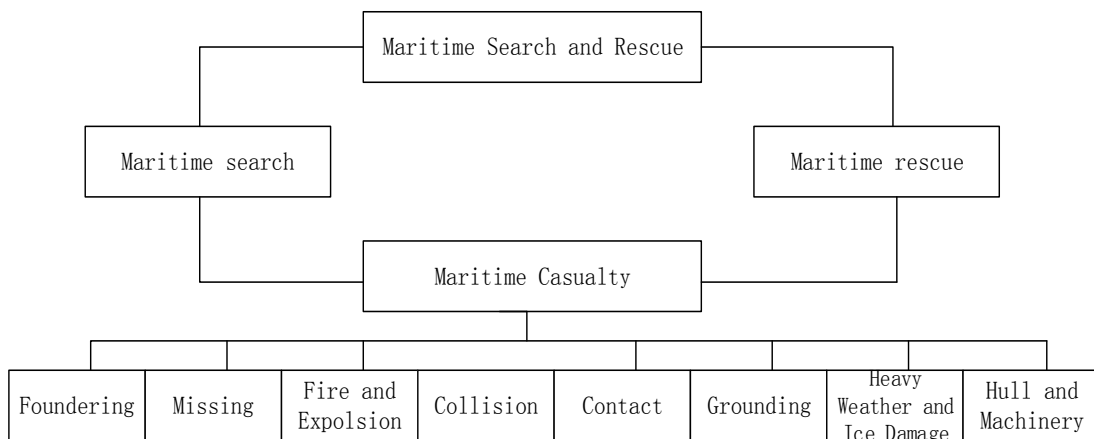 Maritime Search and Rescue
Maritime search
Maritime rescue
Maritime Casualty
Foundering
Missing
Fire and
Expolsion
Collision
Contact
Grounding
Heavy
Weather and
Ice Damage
Hull and
Machinery